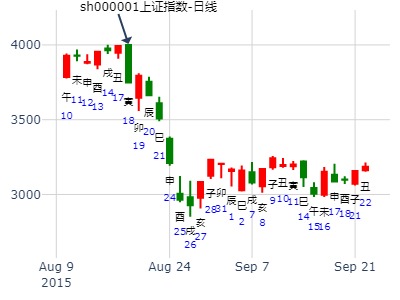 sh000001上证指数-日线
4000
3500
3000
午 未 申 酉 戌 丑 寅 卯 辰 巳 申 酉 戌 亥 子 卯 辰 巳 戌 亥 子 丑 寅 巳 午 未 申 酉 子 丑
10 11 12 13 14 17 18 19 20 21 24 25 26 27 28 31 1 2 7 8 9 10 11 14 15 16 17 18 21 22
Aug 9 Aug 24 Sep 7 Sep 21
2015